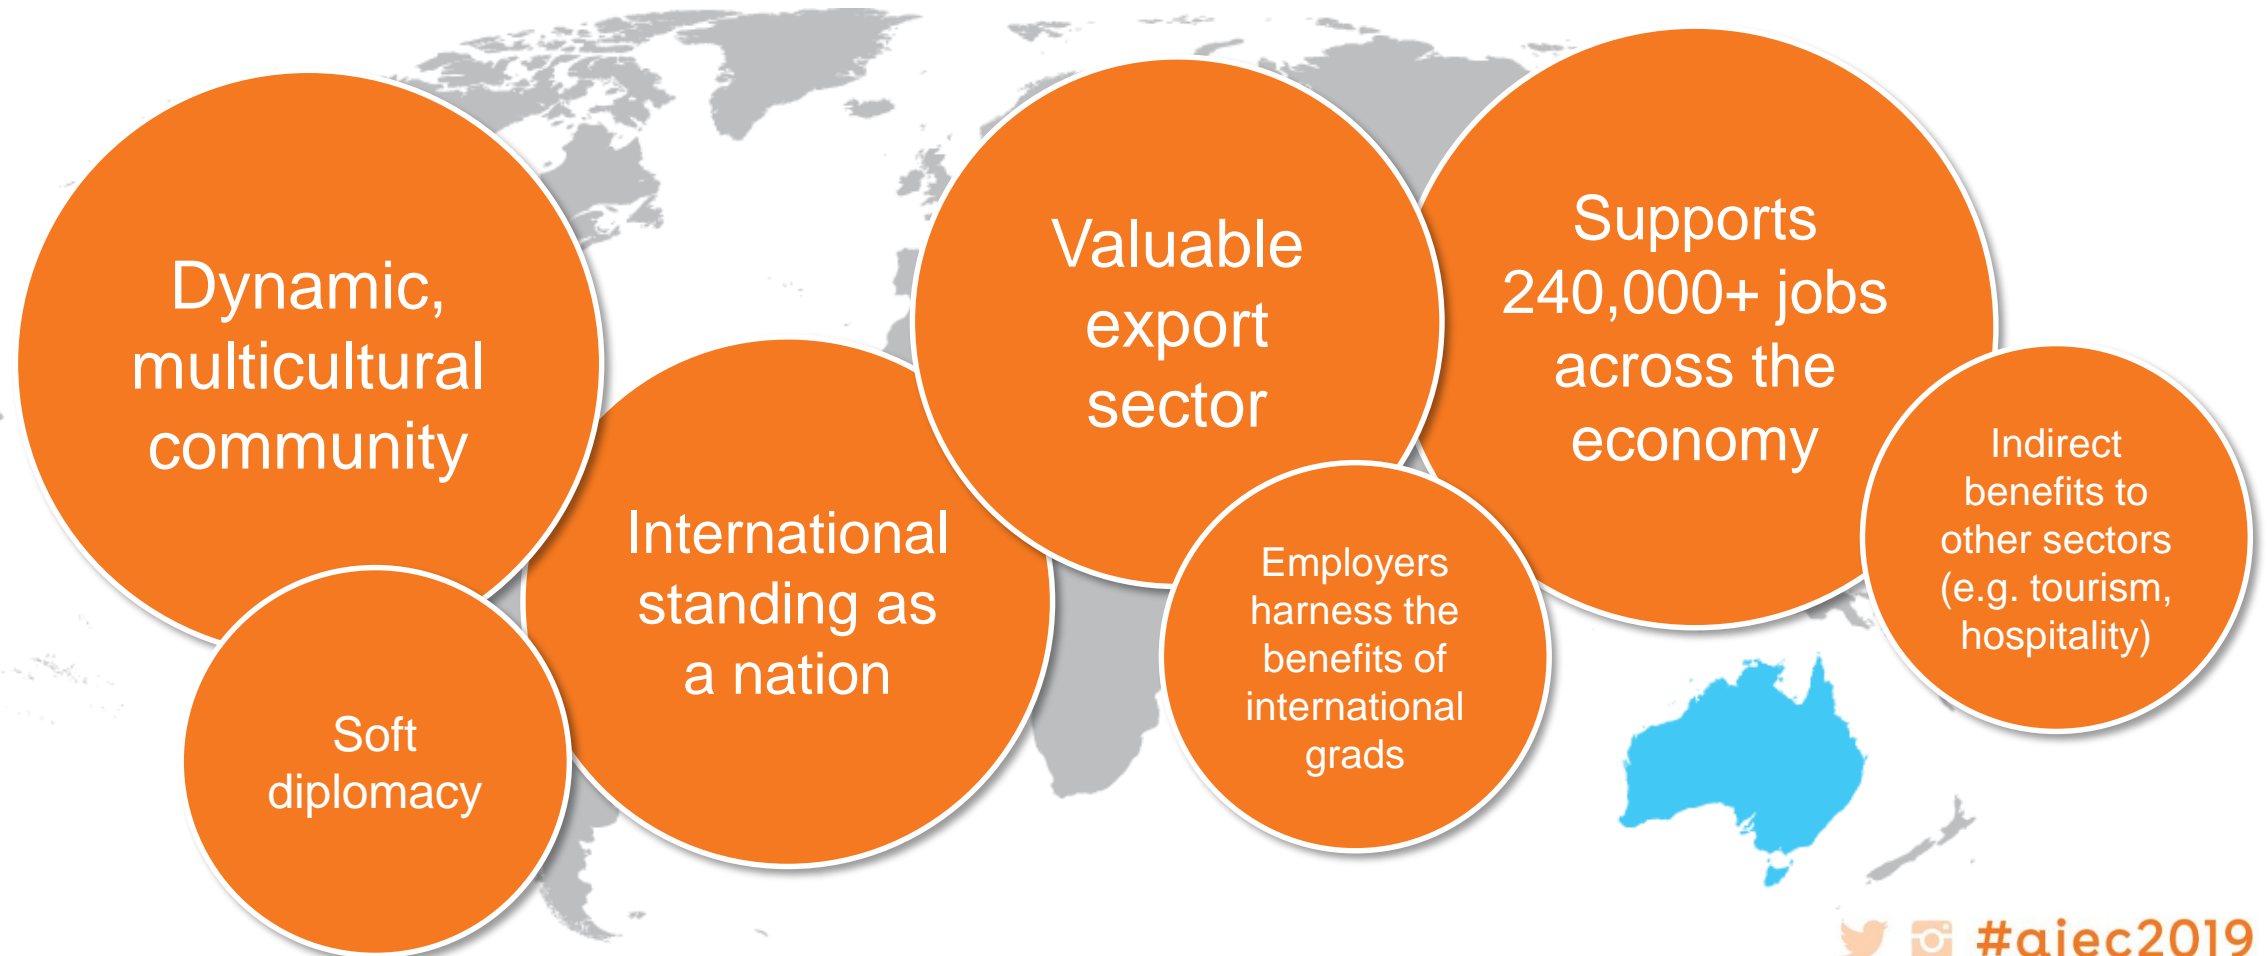 Dynamic,
multicultural
community
Soft
diplomacy
International
standing as
a nation
Valuable
export
sector
Employers
harness the
benefits of
international
grads
Supports
240,000+ jobs
across the
economy
Indirect
benefits to
other sectors
(e.g. tourism,
hospitality)
#aiec2019